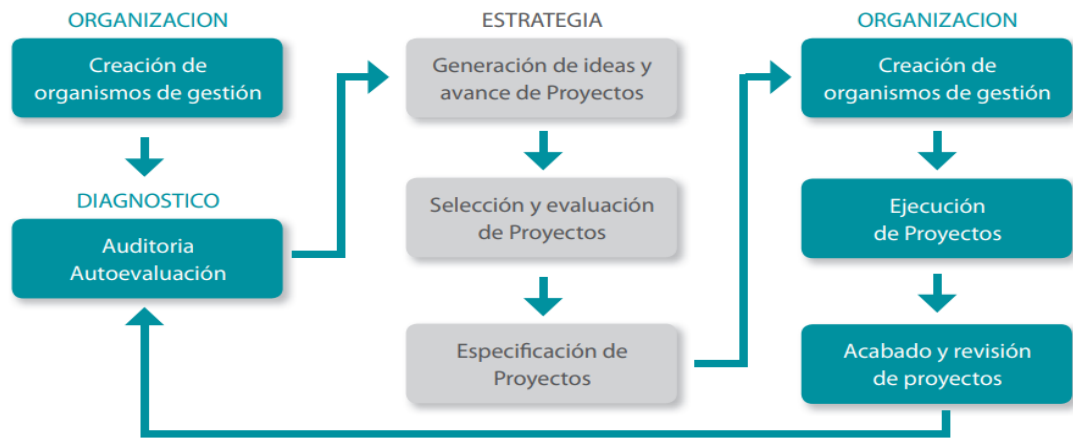 ORGANIZACION
Creación de
organismos de gestión
DIAGNOSTICO
Auditoria
Autoevaluación
ESTRATEGIA
Generación de ideas y
avance de Proyectos
Selección y evaluación
de Proyectos
Especificación de
Proyectos
ORGANIZACION
Creación de
organismos de gestión
Ejecución
de Proyectos
Acabado y revisión
de proyectos